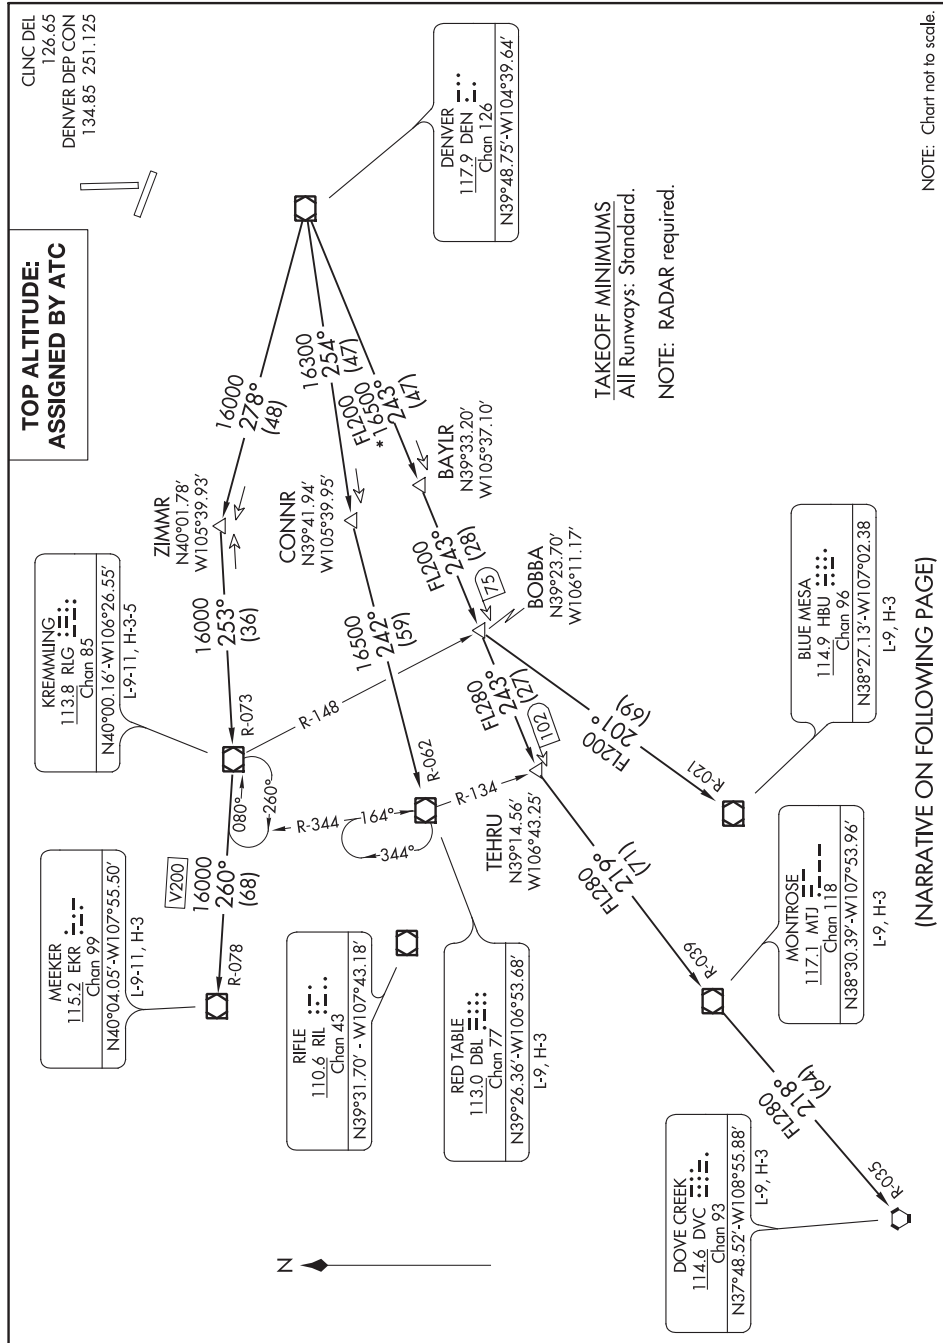 CLNC DEL
126.65
DENVER DEP CON
134.85 251.125
TOP ALTITUDE:
ASSIGNED BY ATC
DENVER
117.9 DEN
Chan 126
N39°48.75'-W104°39.64'
16000
278°
(48)
16300
254°
(47)
FL200
*16500
243°
(47)
ZIMMR
N40°01.78'
W105°39.93'
CONNR
N39°41.94'
W105°39.95'
BAYLR
N39°33.20'
W105°37.10'
TAKEOFF MINIMUMS
All Runways: Standard.
NOTE: RADAR required.
KREMMLING
113.8 RLG
Chan 85
N40°00.16'-W106°26.55'
L-9-11, H-3-5
16000
253°
(36)
R-073
R-148
16500
242°
(59)
R-062
FL200
243°
(28)
75
BOBBA
N39°23.70'
W106°11.17'
FL280
243°
(27)
102
FL200
201°
(69)
R-021
BLUE MESA
114.9 HBU
Chan 96
N38°27.13'-W107°02.38
L-9, H-3
080°
260°
R-344
164°
344°
R-134
TEHRU
N39°14.56'
W106°43.25'
MEEKER
115.2 EKR
Chan 99
N40°04.05'-W107°55.50'
L-9-11, H-3
V200
16000
260°
(68)
R-078
RIFLE
110.6 RIL
Chan 43
N39°31.70' - W107°43.18'
RED TABLE
113.0 DBL
Chan 77
N39°26.36'-W106°53.68'
L-9, H-3
FL280
219°
(71)
R-039
MONTROSE
117.1 MTJ
Chan 118
N38°30.39'-W107°53.96'
L-9, H-3
FL280
218°
(64)
R-035
DOVE CREEK
114.6 DVC
Chan 93
N37°48.52'-W108°55.88'
L-9, H-3
N
(NARRATIVE ON FOLLOWING PAGE)
NOTE: Chart not to scale.